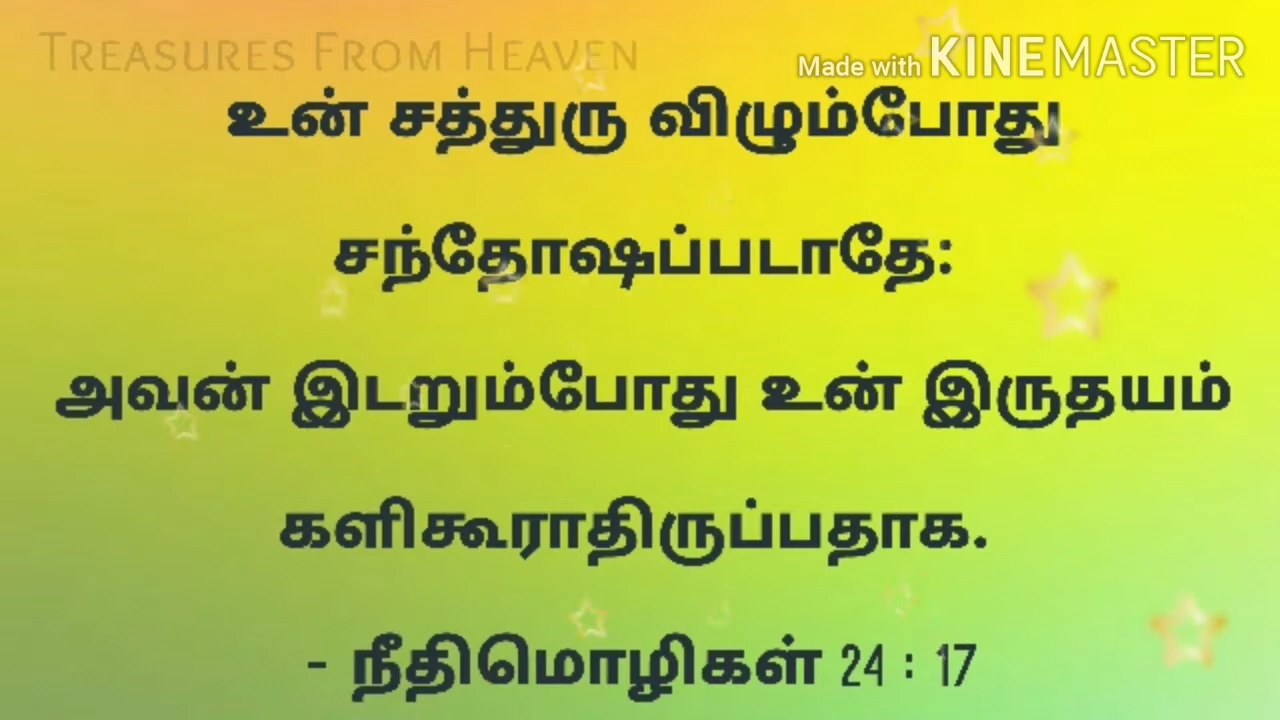 TREASURES FROM HEAVEN
Made with KINEMASTER
உன் சத்துரு விழும்போது
சந்தோஷப்படாதே:
அவன் இடறும்போது உன் இருதயம்
களிகூராதிருப்பதாக.
- நீதிமொழிகள் 24 : 17